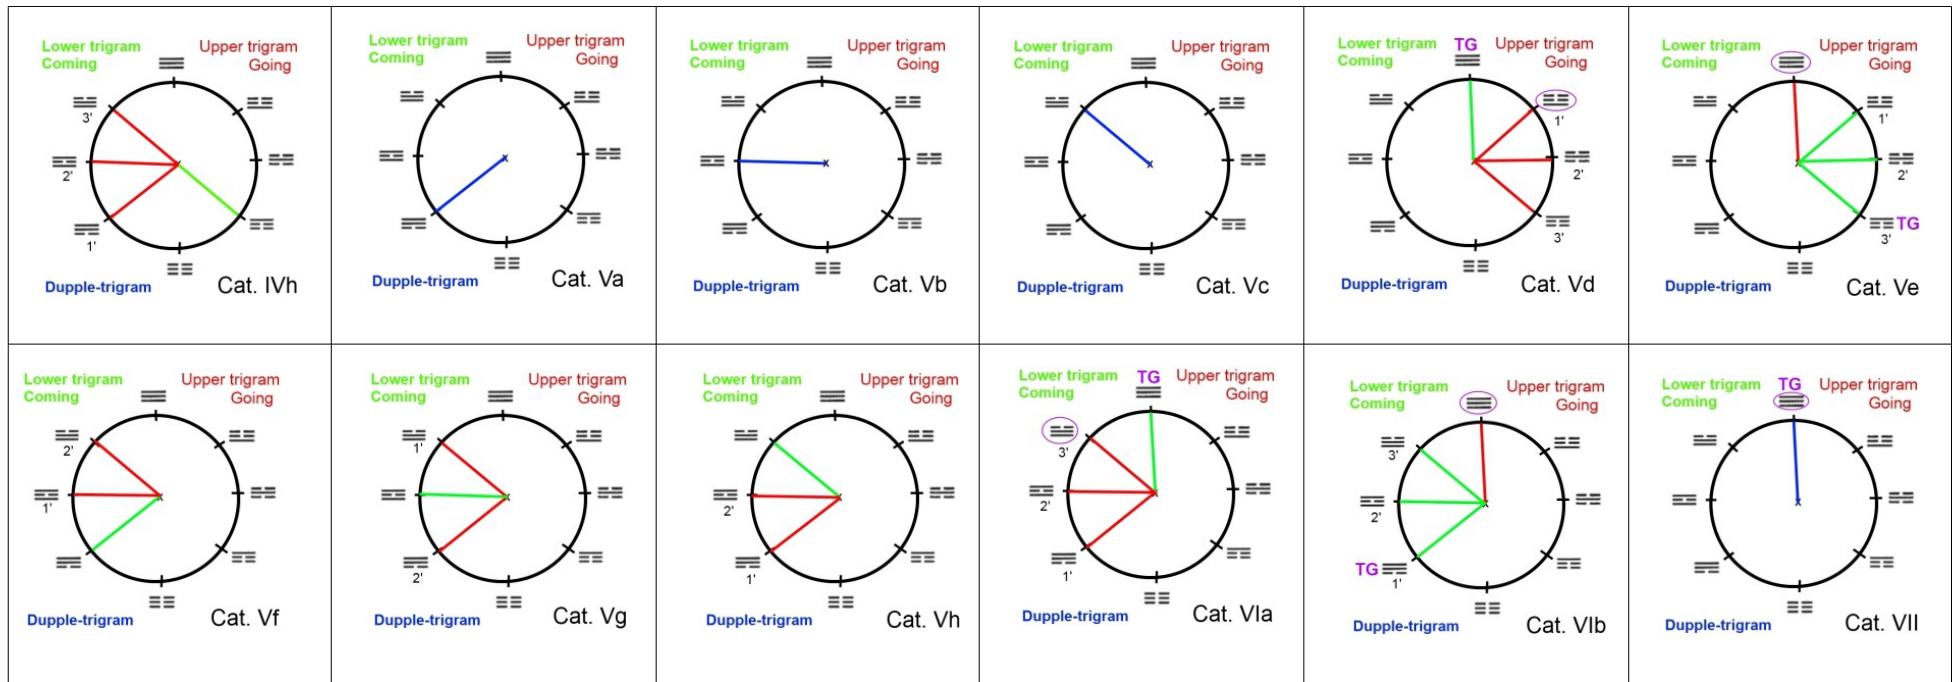 Lower trigram
Coming
Upper trigram
Going
3'
2'
1'
Dupple-trigram
Cat. IVh
Lower trigram
Coming
Upper trigram
Going
Dupple-trigram
Cat. Va
Lower trigram
Coming
Upper trigram
Going
Dupple-trigram
Cat. Vb
Lower trigram
Coming
Upper trigram
Going
Dupple-trigram
Cat. Vc
Lower trigram
Coming
TG
Upper trigram
Going
1'
2'
3'
Dupple-trigram
Cat. Vd
Lower trigram
Coming
Upper trigram
Going
1'
2'
3'
TG
Dupple-trigram
Cat. Ve
Lower trigram
Coming
Upper trigram
Going
2'
1'
Dupple-trigram
Cat. Vf
Lower trigram
Coming
Upper trigram
Going
1'
2'
Dupple-trigram
Cat. Vg
Lower trigram
Coming
Upper trigram
Going
2'
1'
Dupple-trigram
Cat. Vh
Lower trigram
Coming
TG
Upper trigram
Going
3'
2'
1'
Dupple-trigram
Cat. VIa
Lower trigram
Coming
Upper trigram
Going
3'
2'
TG
1'
Dupple-trigram
Cat. VIb
Lower trigram
Coming
TG
Upper trigram
Going
Dupple-trigram
Cat. VII